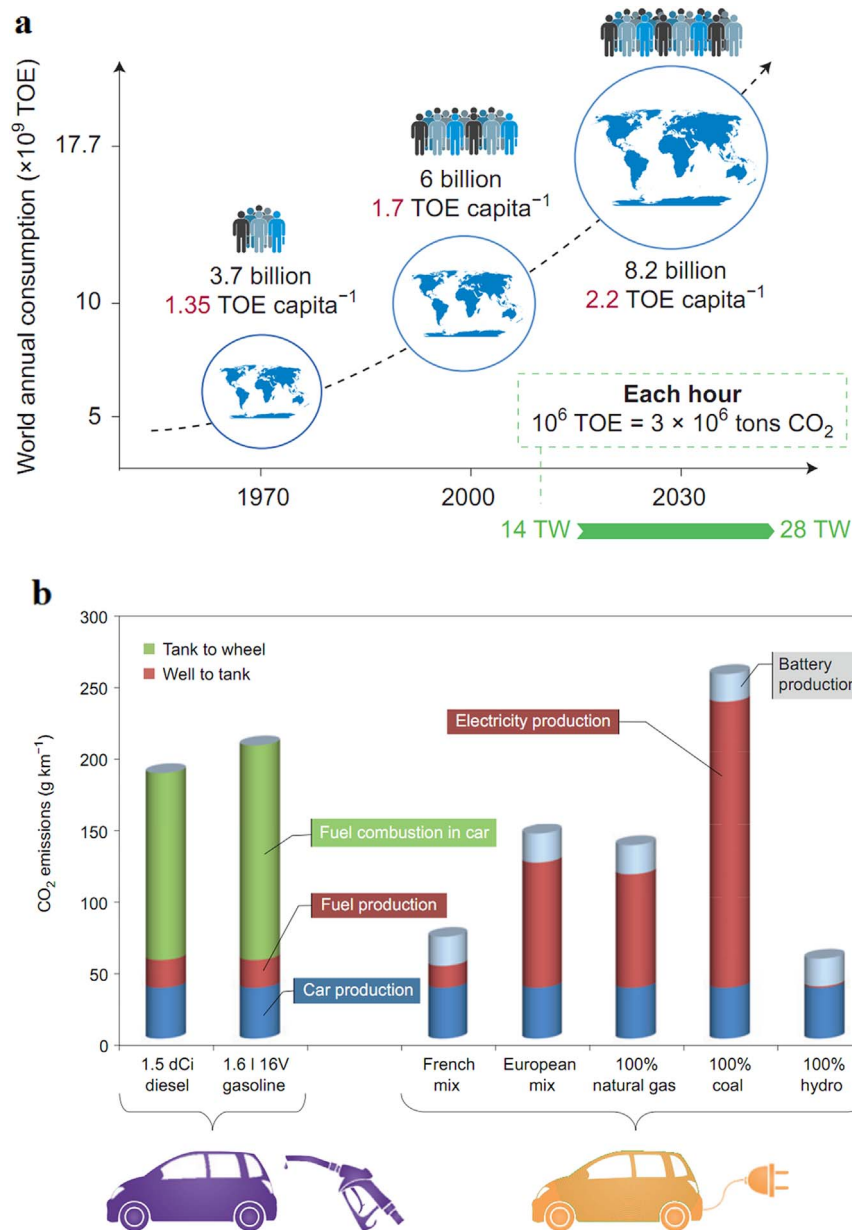 a
World annual consumption (×10⁹ TOE)
17.7
10
5
3.7 billion
1.35 TOE capita⁻¹
6 billion
1.7 TOE capita⁻¹
8.2 billion
2.2 TOE capita⁻¹
Each hour
10⁶ TOE = 3 × 10⁶ tons CO₂
1970
2000
2030
14 TW
28 TW
b
CO₂ emissions (g km⁻¹)
300
250
200
150
100
50
0
Tank to wheel
Well to tank
Battery
production
Electricity production
Fuel combustion in car
Fuel production
Car production
1.5 dCi
diesel
1.6 l 16V
gasoline
French
mix
European
mix
100%
natural gas
100%
coal
100%
hydro